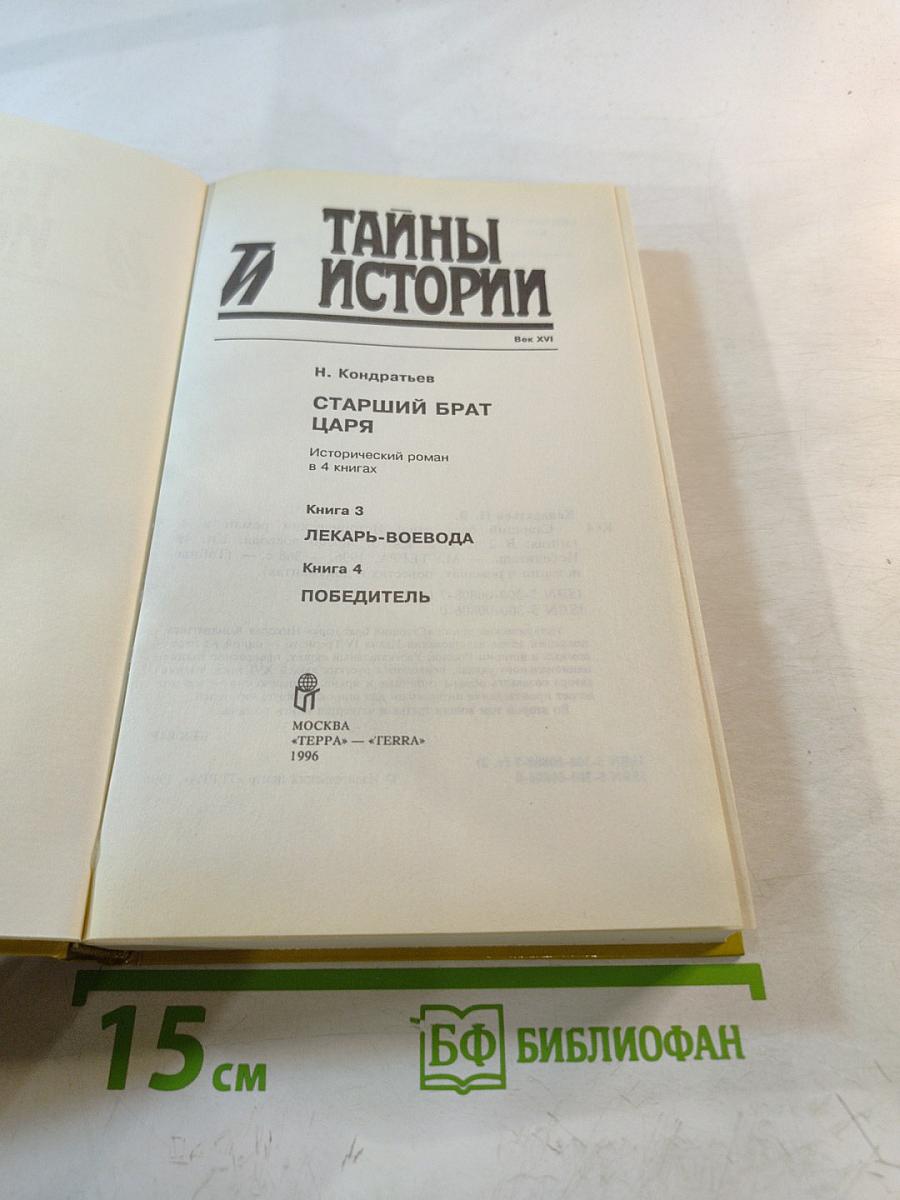 ТАЙНЫ
ТИ ИСТОРИИ
Век XVI
Н. Кондратьев
СТАРШИЙ БРАТ
ЦАРЯ
Исторический роман
в 4 книгах
Книга 3
ЛЕКАРЬ-ВОЕВОДА
Книга 4
ПОБЕДИТЕЛЬ
МОСКВА
«ТЕРРА» — «TERRA»
1996
15 см
БФ БИБЛИОФАН